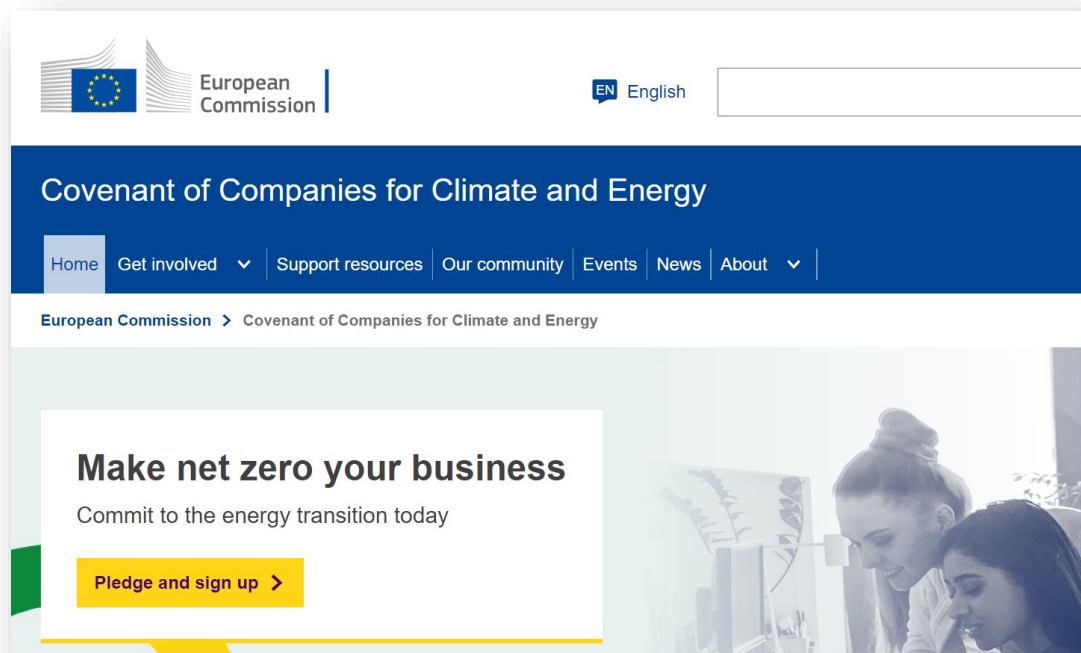 European
Commission
EN English
Covenant of Companies for Climate and Energy
Home Get involved Support resources Our community Events News About
European Commission > Covenant of Companies for Climate and Energy
Make net zero your business
Commit to the energy transition today
Pledge and sign up >